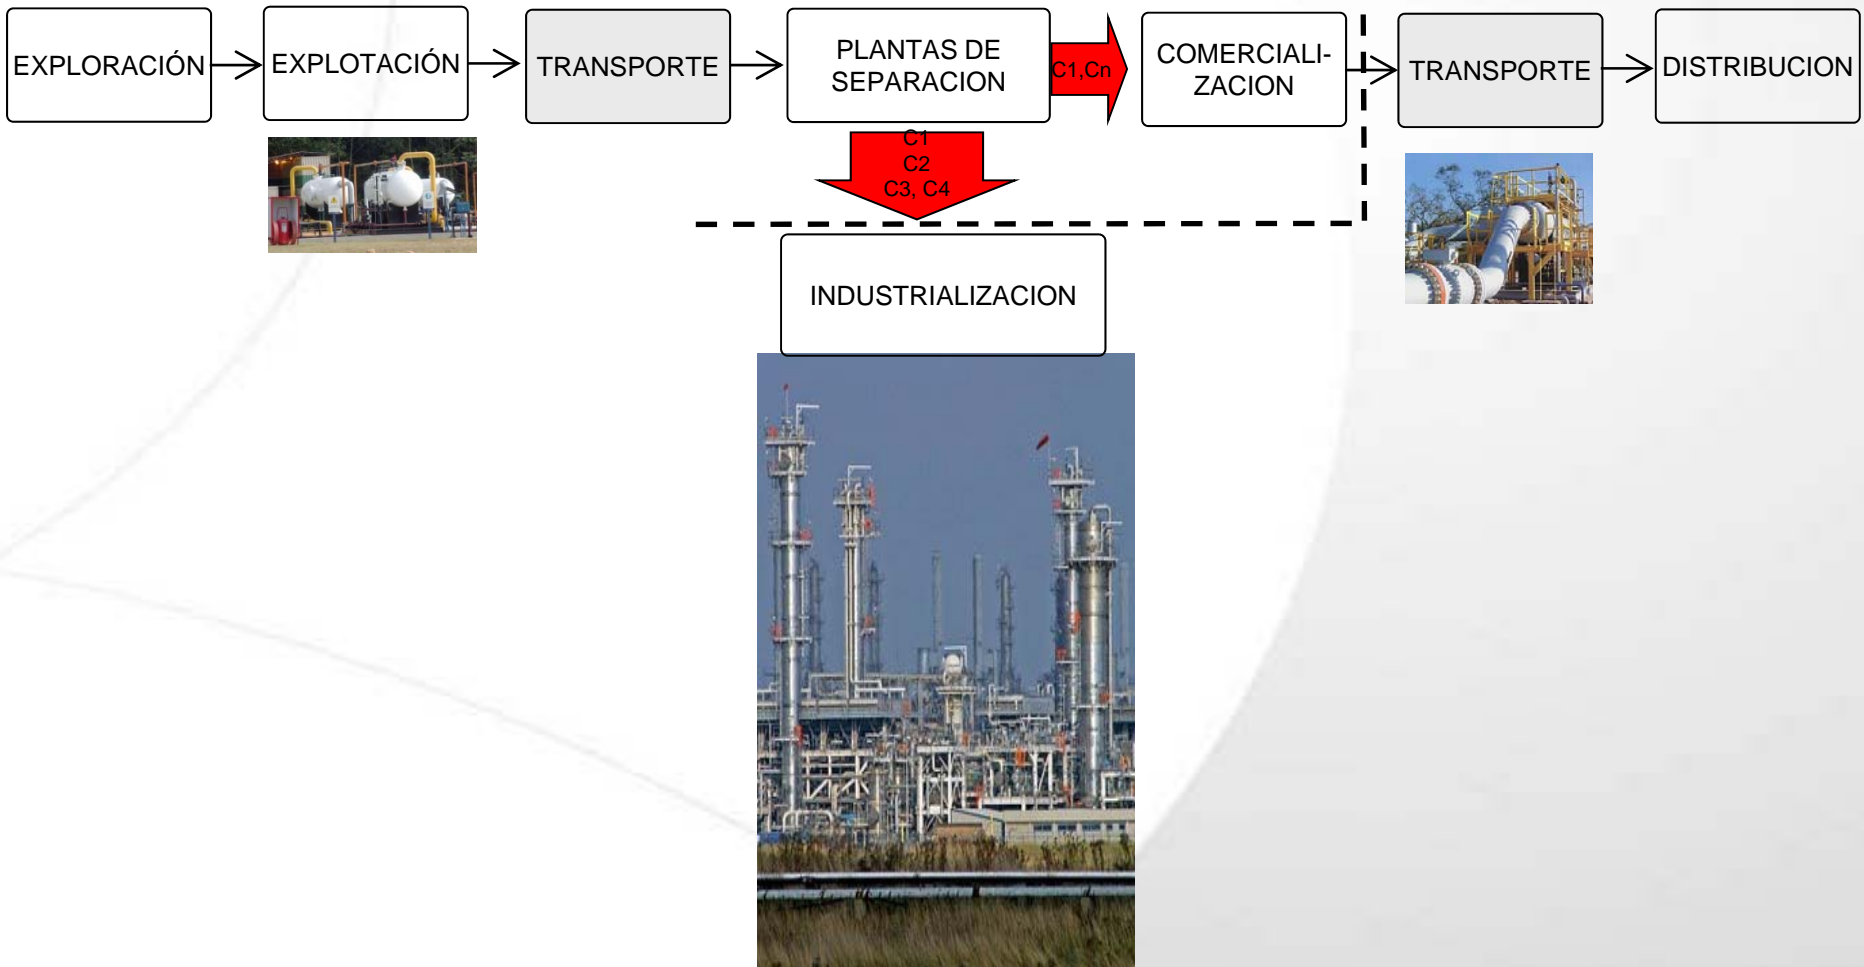 EXPLORACIÓN
EXPLOTACIÓN
TRANSPORTE
PLANTAS DE
SEPARACION
C1,Cn
COMERCIALI-
ZACION
TRANSPORTE
DISTRIBUCION
C1
C2
C3, C4
INDUSTRIALIZACION